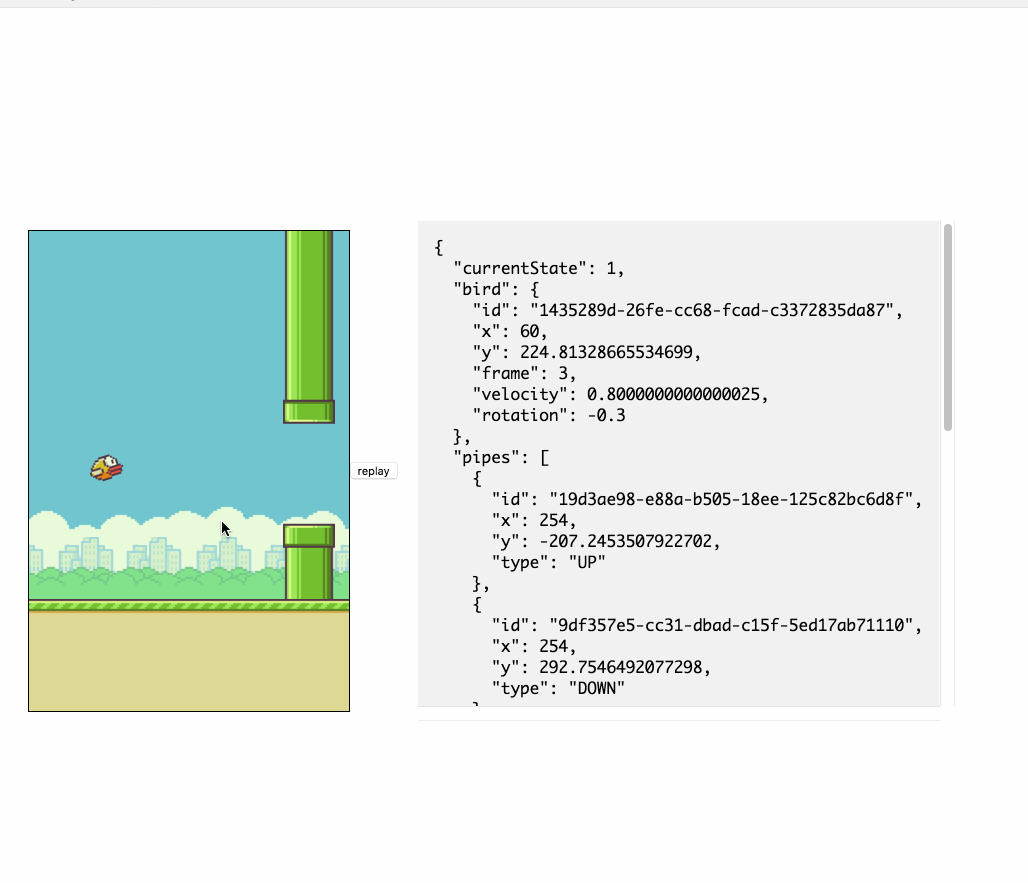 replay
{
  "currentState": 1,
  "bird": {
    "id": "1435289d-26fe-cc68-fcad-c3372835da87",
    "x": 60,
    "y": 224.81328665534699,
    "frame": 3,
    "velocity": 0.8000000000000025,
    "rotation": -0.3
  },
  "pipes": [
    {
      "id": "19d3ae98-e88a-b505-18ee-125c82bc6d8f",
      "x": 254,
      "y": -207.2453507922702,
      "type": "UP"
    },
    {
      "id": "9df357e5-cc31-dbad-c15f-5ed17ab71110",
      "x": 254,
      "y": 292.7546492077298,
      "type": "DOWN"